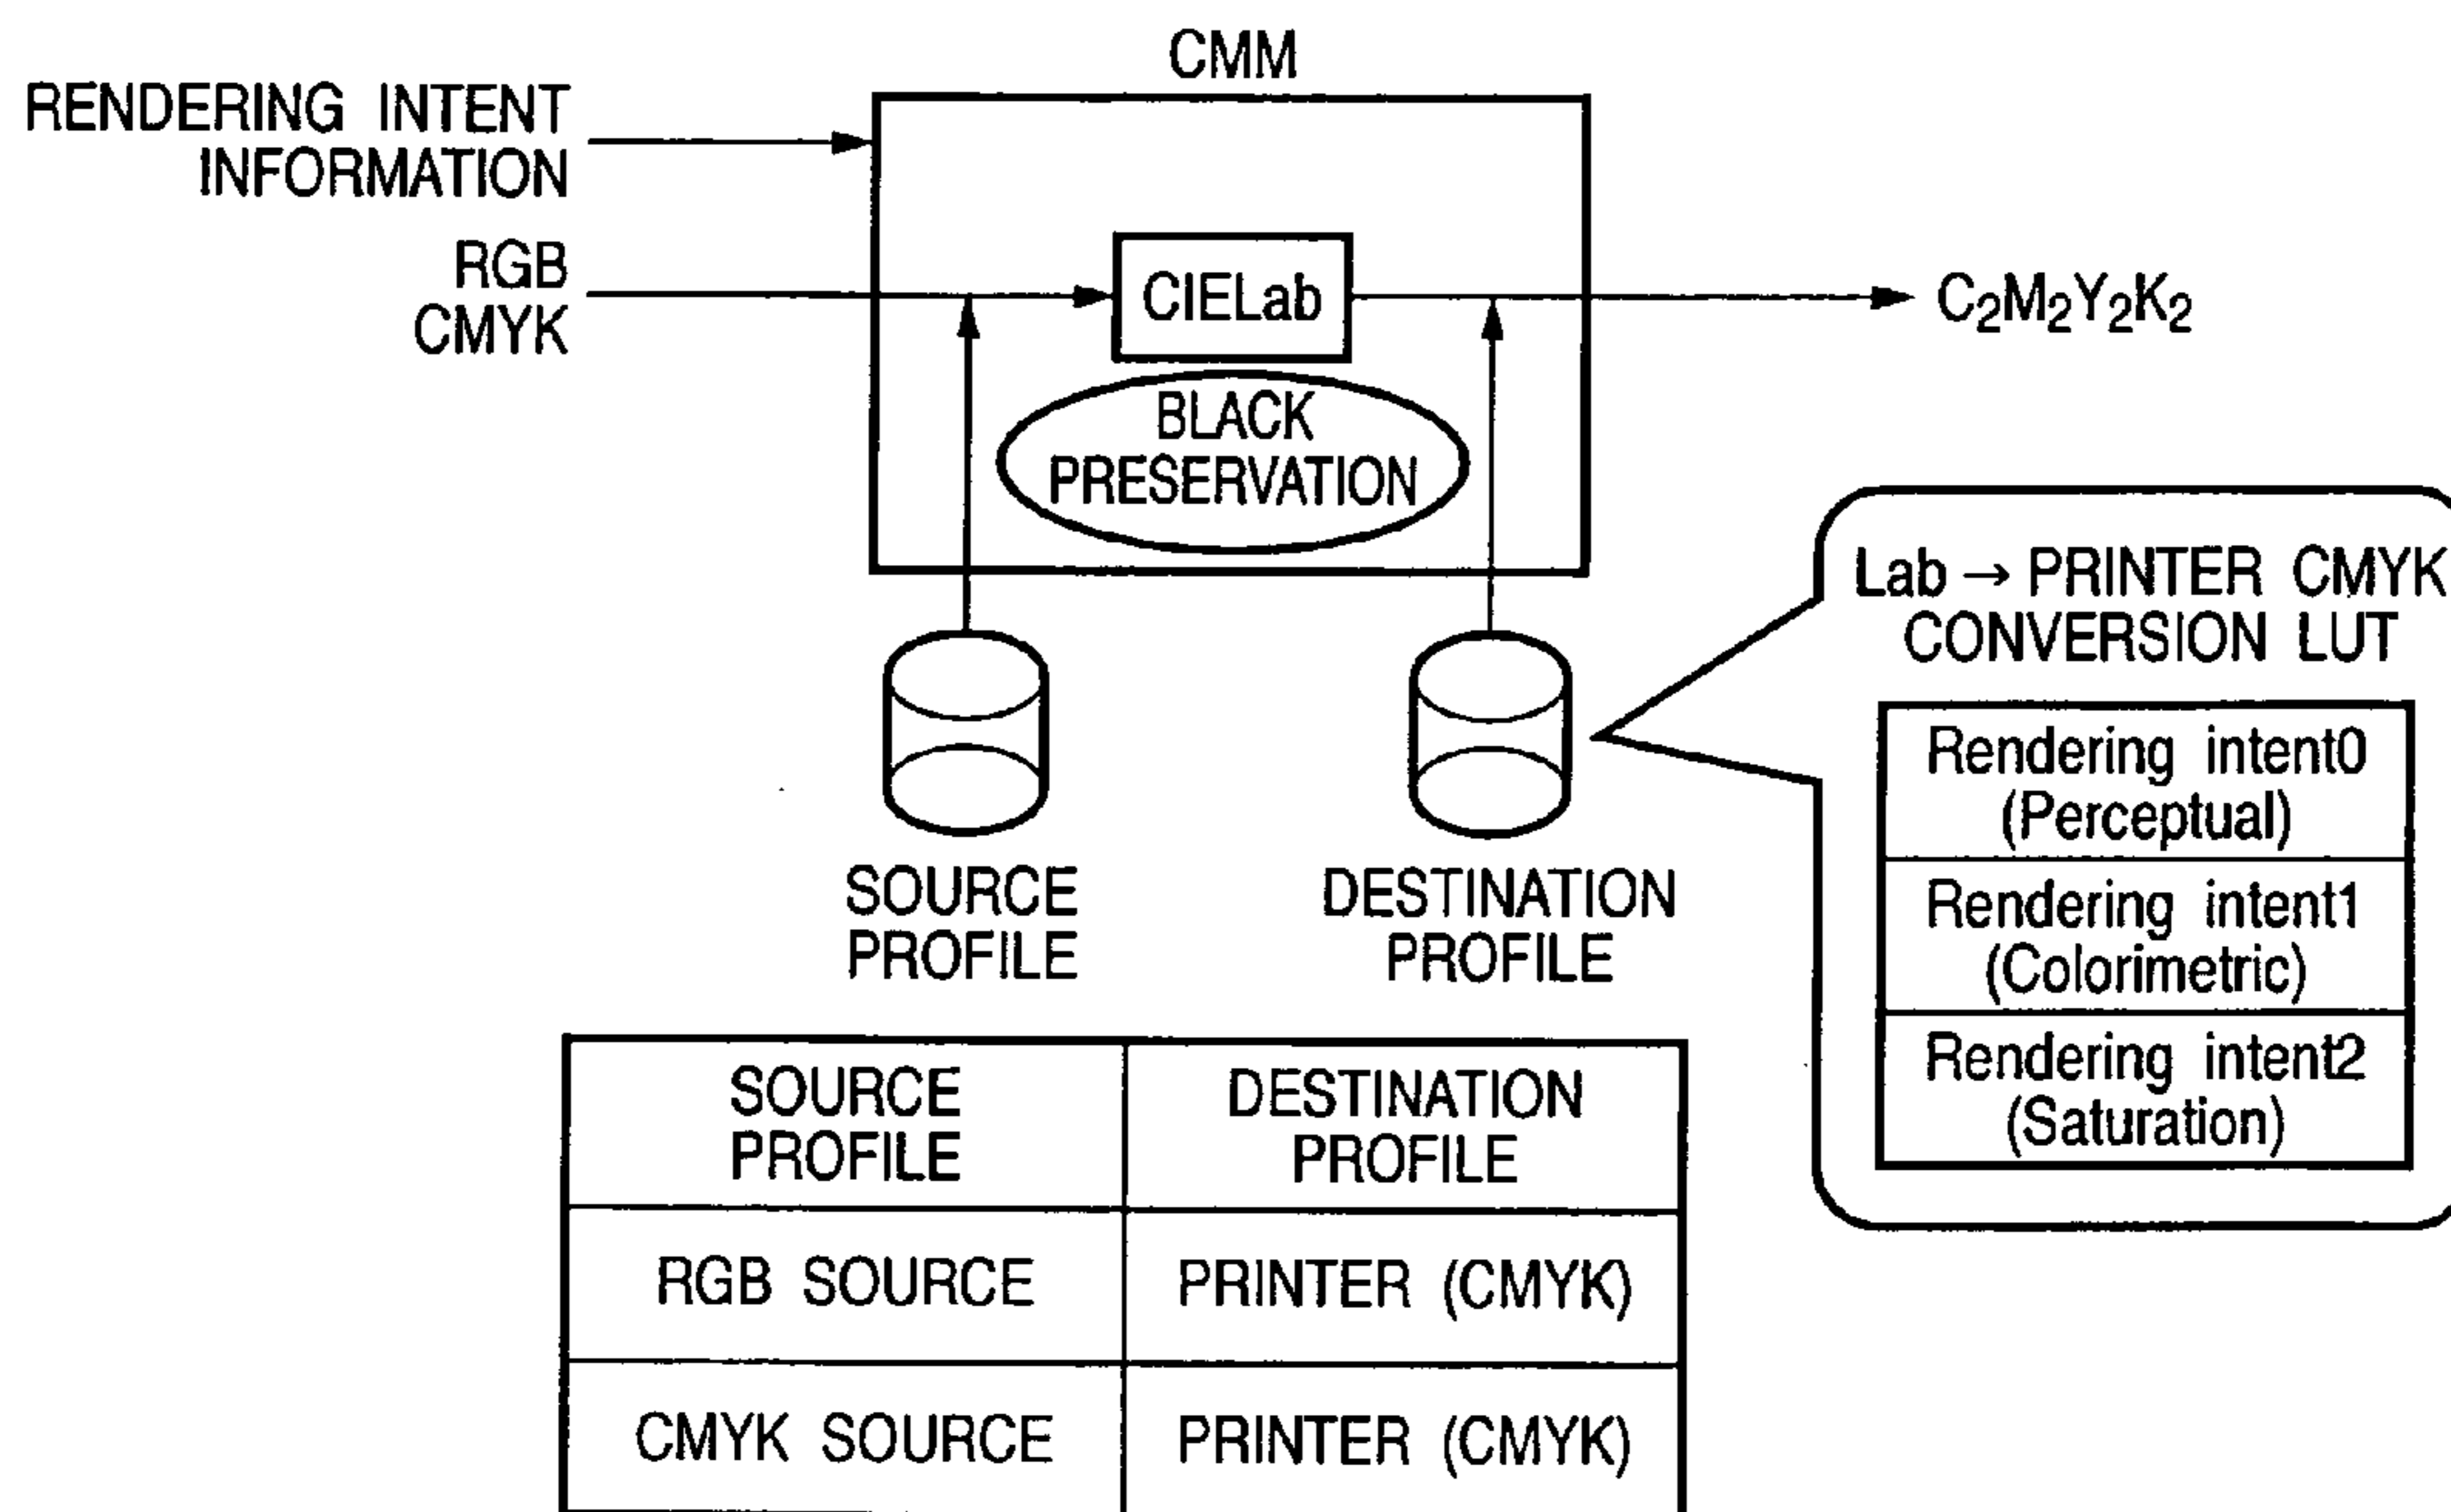 CMM
RENDERING INTENT
INFORMATION
RGB
CMYK
CIELab
C₂M₂Y₂K₂
BLACK
PRESERVATION
Lab → PRINTER CMYK
CONVERSION LUT
Rendering intent0
(Perceptual)
Rendering intent1
(Colorimetric)
Rendering intent2
(Saturation)
SOURCE
PROFILE
DESTINATION
PROFILE
SOURCE
PROFILE
DESTINATION
PROFILE
RGB SOURCE
PRINTER (CMYK)
CMYK SOURCE
PRINTER (CMYK)